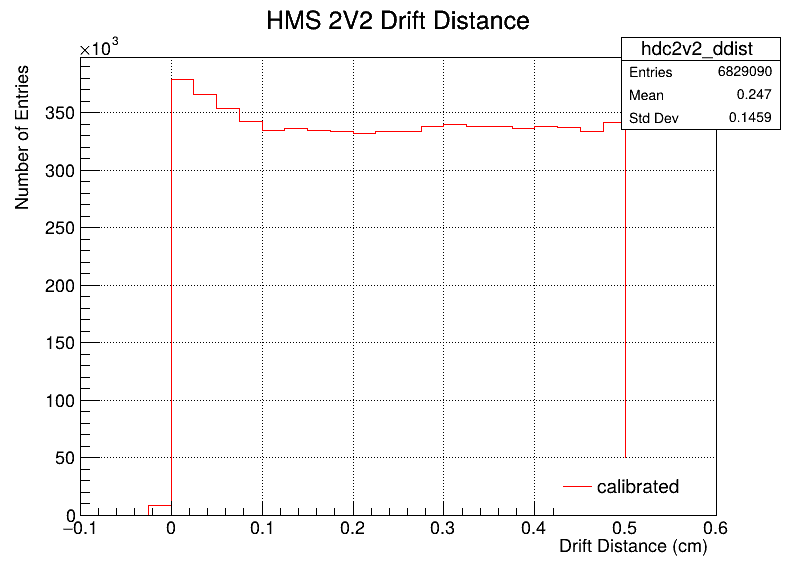 HMS 2V2 Drift Distance
×10³
hdc2v2_ddist
Entries 6829090
Mean 0.247
Std Dev 0.1459
Number of Entries
350
300
250
200
150
100
50
0
calibrated
−0.1 0 0.1 0.2 0.3 0.4 0.5 0.6
Drift Distance (cm)